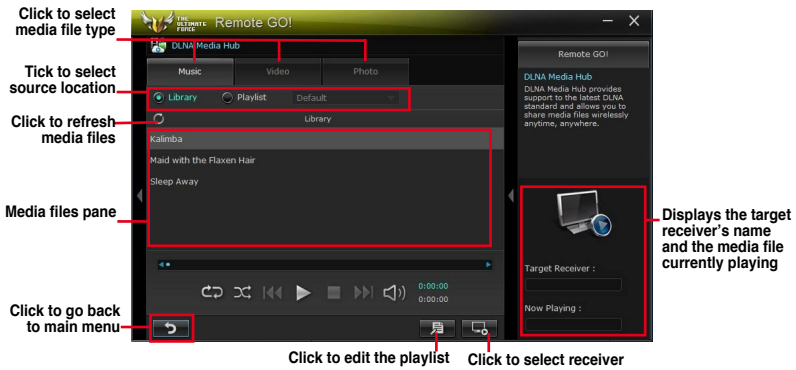 Click to select
media file type
THE
ULTIMATE
FORCE
Remote GO!
DLNA Media Hub
Music
Video
Photo
Tick to select
source location
Library
Playlist
Default
Click to refresh
media files
Library
Kalimba
Maid with the Flaxen Hair
Sleep Away
Media files pane
0:00:00
0:00:00
Click to go back
to main menu
Click to edit the playlist
Click to select receiver
Remote GO!
DLNA Media Hub
DLNA Media Hub provides
support to the latest DLNA
standard and allows you to
share media files wirelessly
anytime, anywhere.
Target Receiver :
Now Playing :
Displays the target
receiver's name
and the media file
currently playing